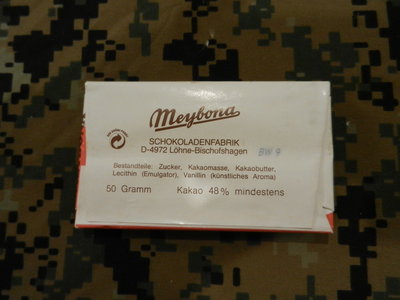 Meybona
SCHOKOLADENFABRIK
D-4972 Löhne-Bischofshagen
BW 9
Bestandteile: Zucker, Kakaomasse, Kakaobutter,
Lecithin (Emulgator), Vanillin (künstliches Aroma)
50 Gramm Kakao 48% mindestens